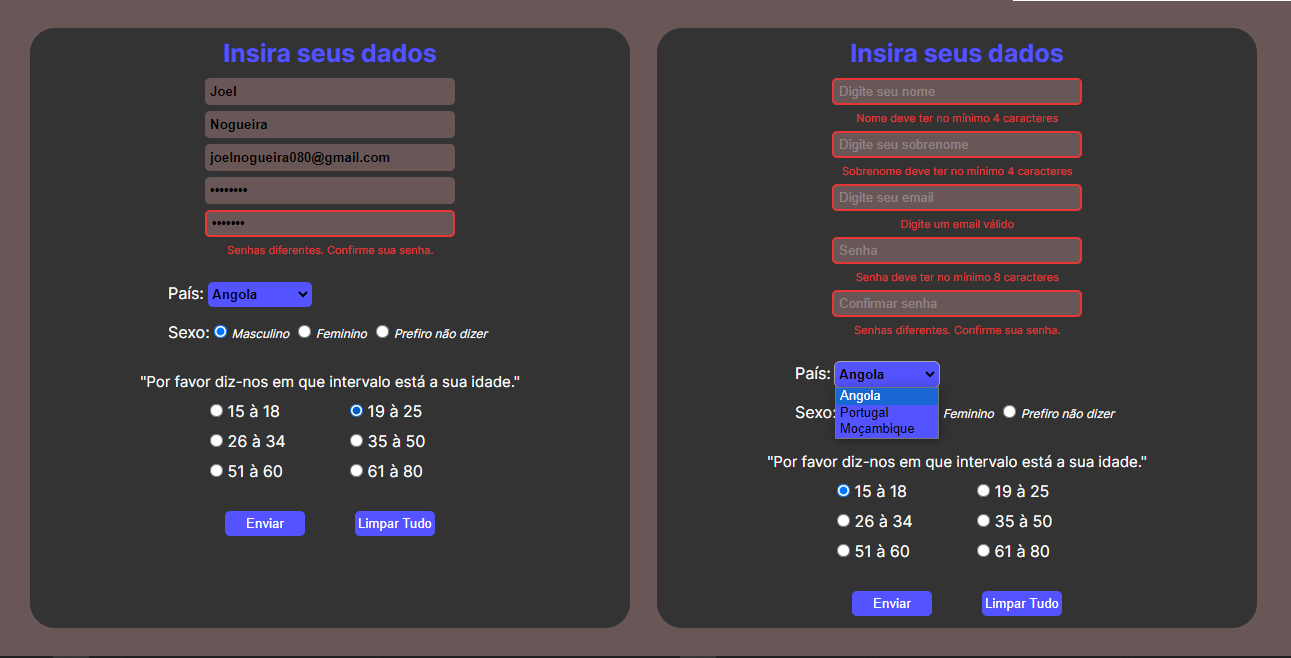 Insira seus dados
Joel
Nogueira
joelnogueira080@gmail.com
••••••••
•••••••
Senhas diferentes. Confirme sua senha.
País: Angola
Sexo: Masculino Feminino Prefiro não dizer
"Por favor diz-nos em que intervalo está a sua idade."
15 à 18 19 à 25
26 à 34 35 à 50
51 à 60 61 à 80
Enviar Limpar Tudo
Insira seus dados
Digite seu nome
Nome deve ter no mínimo 4 caracteres
Digite seu sobrenome
Sobrenome deve ter no mínimo 4 caracteres
Digite seu email
Digite um email válido
Senha
Senha deve ter no mínimo 8 caracteres
Confirmar senha
Senhas diferentes. Confirme sua senha.
País: Angola
Angola
Sexo: Portugal Feminino Prefiro não dizer
Moçambique
"Por favor diz-nos em que intervalo está a sua idade."
15 à 18 19 à 25
26 à 34 35 à 50
51 à 60 61 à 80
Enviar Limpar Tudo